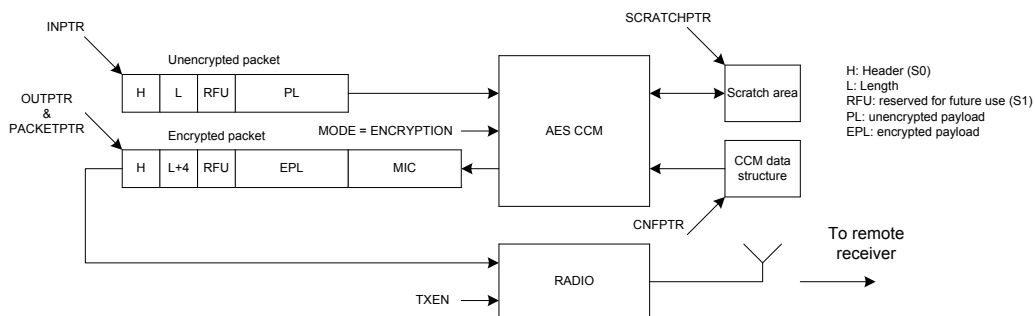 SCRATCHPTR
INPTR
Unencrypted packet
H L RFU PL
OUTPTR
&
PACKETPTR
Encrypted packet
H L+4 RFU EPL MIC
MODE = ENCRYPTION
AES CCM
Scratch area
CCM data
structure
CNFPTR
H: Header (S0)
L: Length
RFU: reserved for future use (S1)
PL: unencrypted payload
EPL: encrypted payload
To remote
receiver
RADIO
TXEN